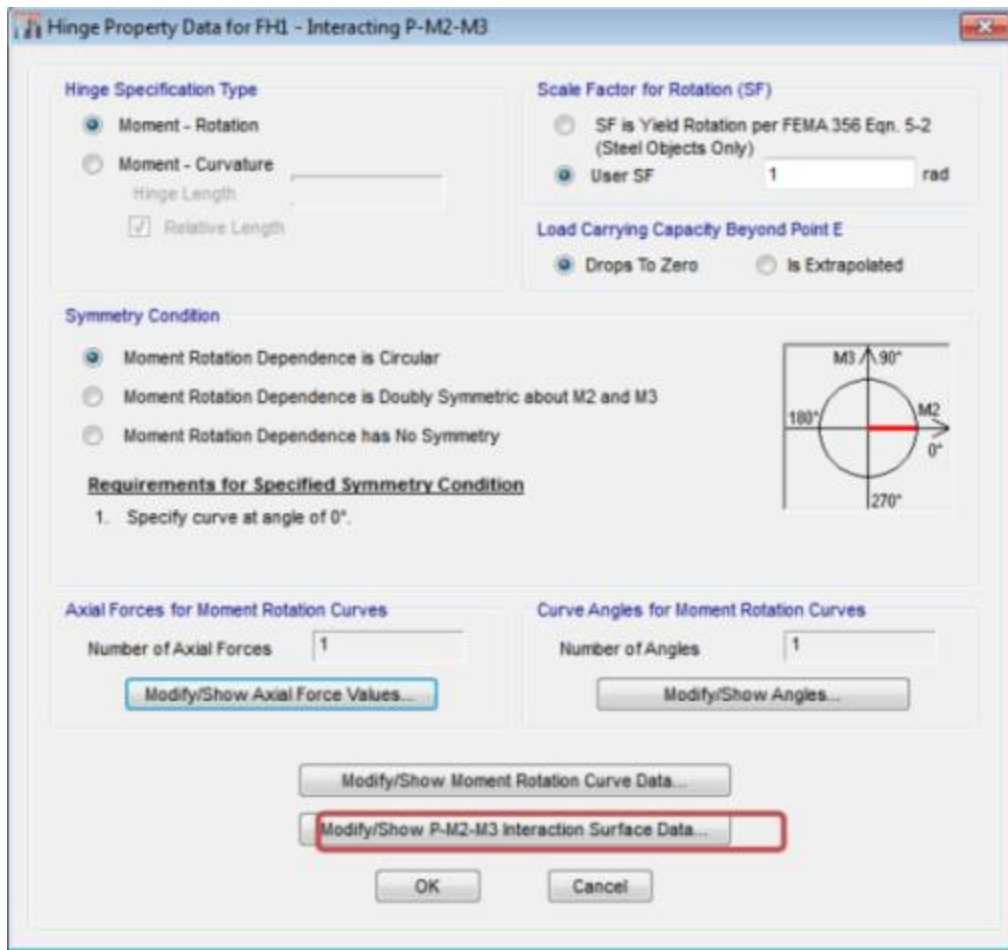 Hinge Property Data for FH1 - Interacting P-M2-M3
Hinge Specification Type
Moment - Rotation
Moment - Curvature
Hinge Length
Relative Length
Scale Factor for Rotation (SF)
SF is Yield Rotation per FEMA 356 Eqn. 5-2
(Steel Objects Only)
User SF 1 rad
Load Carrying Capacity Beyond Point E
Drops To Zero Is Extrapolated
Symmetry Condition
Moment Rotation Dependence is Circular
Moment Rotation Dependence is Doubly Symmetric about M2 and M3
Moment Rotation Dependence has No Symmetry
Requirements for Specified Symmetry Condition
1. Specify curve at angle of 0°.
M3 90°
180° M2
0°
270°
Axial Forces for Moment Rotation Curves
Number of Axial Forces 1
Modify/Show Axial Force Values...
Curve Angles for Moment Rotation Curves
Number of Angles 1
Modify/Show Angles...
Modify/Show Moment Rotation Curve Data...
Modify/Show P-M2-M3 Interaction Surface Data...
OK Cancel